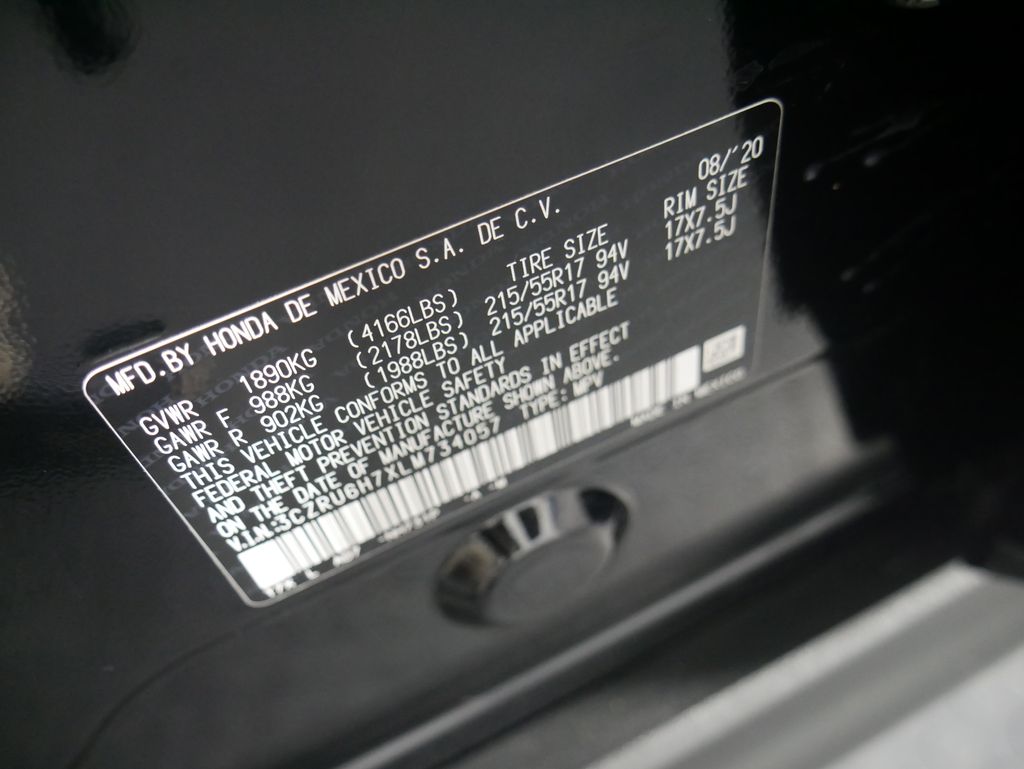 MFD.BY HONDA DE MEXICO S.A. DE C.V. 08/'20
TIRE SIZE RIM SIZE
GVWR 1890KG (4166LBS)
GAWR F 988KG (2178LBS) 215/55R17 94V 17X7.5J
GAWR R 902KG (1988LBS) 215/55R17 94V 17X7.5J
THIS VEHICLE CONFORMS TO ALL APPLICABLE
FEDERAL MOTOR VEHICLE SAFETY
AND THEFT PREVENTION STANDARDS IN EFFECT
ON THE DATE OF MANUFACTURE SHOWN ABOVE.
V.I.N.:3CZRU6H7XLM734057 TYPE: MPV
MADE IN MEXICO